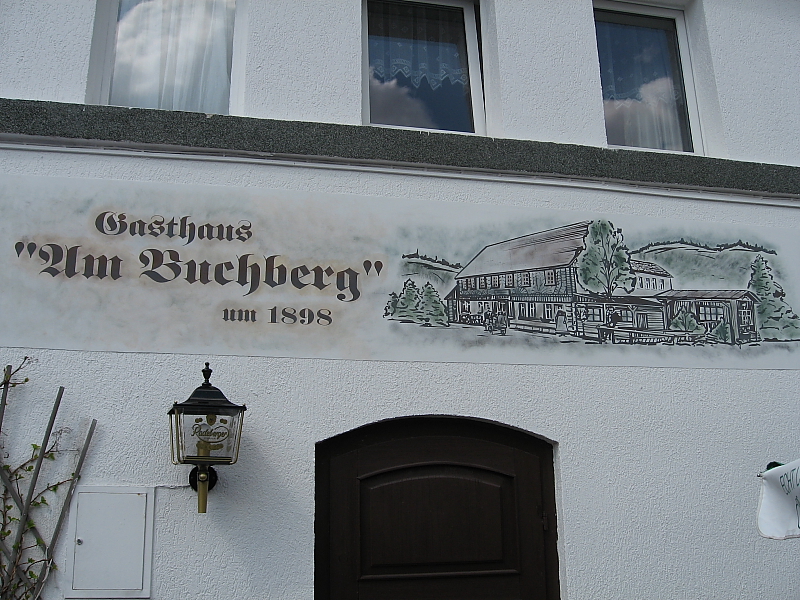 Gasthaus
"Am Buchberg"
um 1898
Radeberger